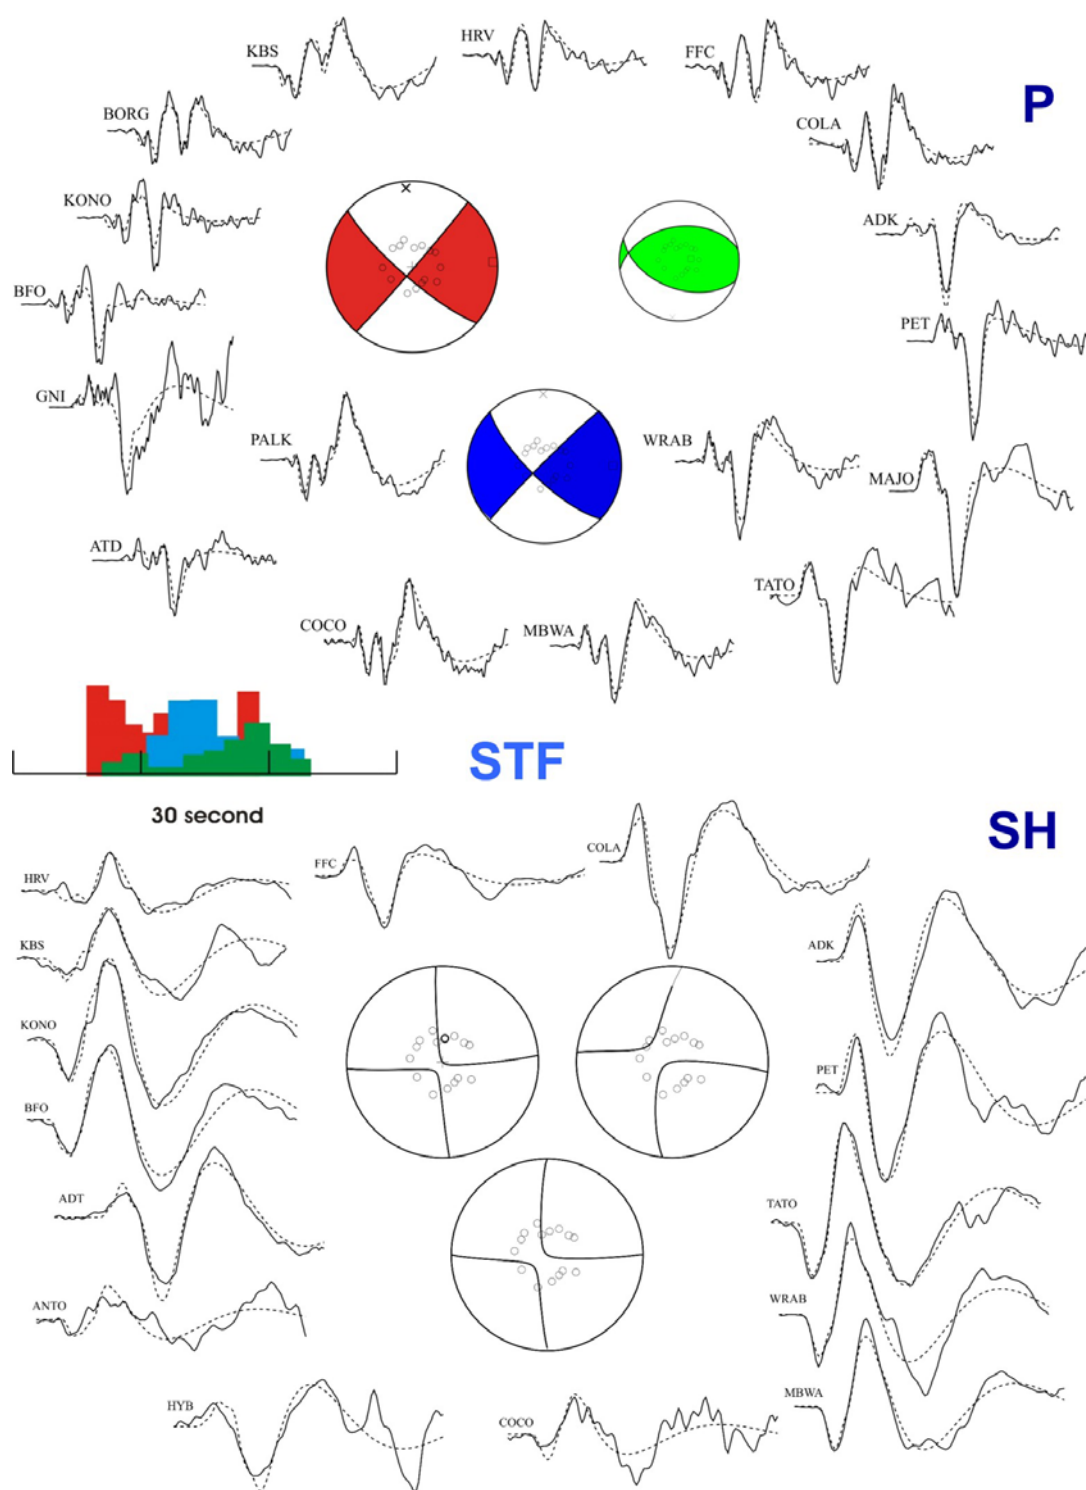 KBS
HRV
FFC
P
BORG
COLA
KONO
ADK
BFO
PET
GNI
PALK
WRAB
MAJO
ATD
TATO
COCO
MBWA
STF
30 second
SH
HRV
FFC
COLA
KBS
ADK
KONO
PET
BFO
ADT
TATO
ANTO
WRAB
HYB
COCO
MBWA